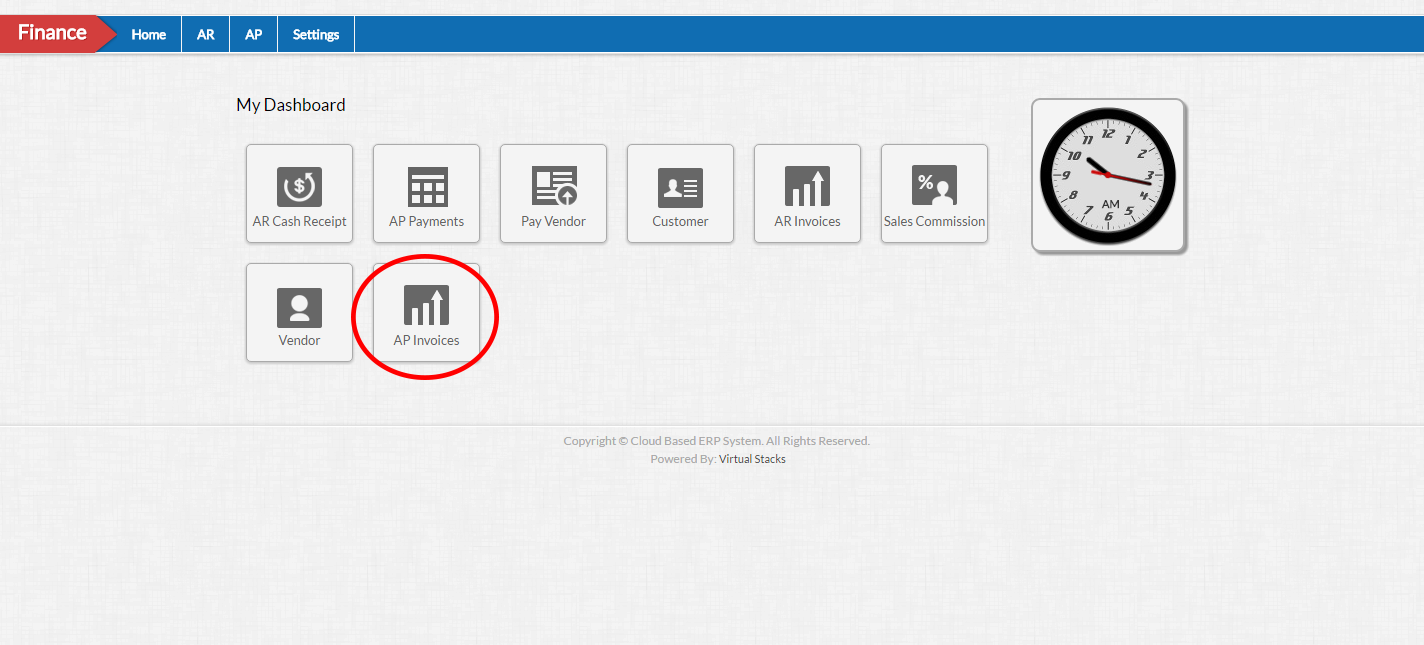 Finance Home AR AP Settings
My Dashboard
AR Cash Receipt AP Payments Pay Vendor Customer AR Invoices Sales Commission
12
11 1
10 2
9 3
8 4
AM
7 5
6
Vendor AP Invoices
Copyright © Cloud Based ERP System. All Rights Reserved.
Powered By: Virtual Stacks